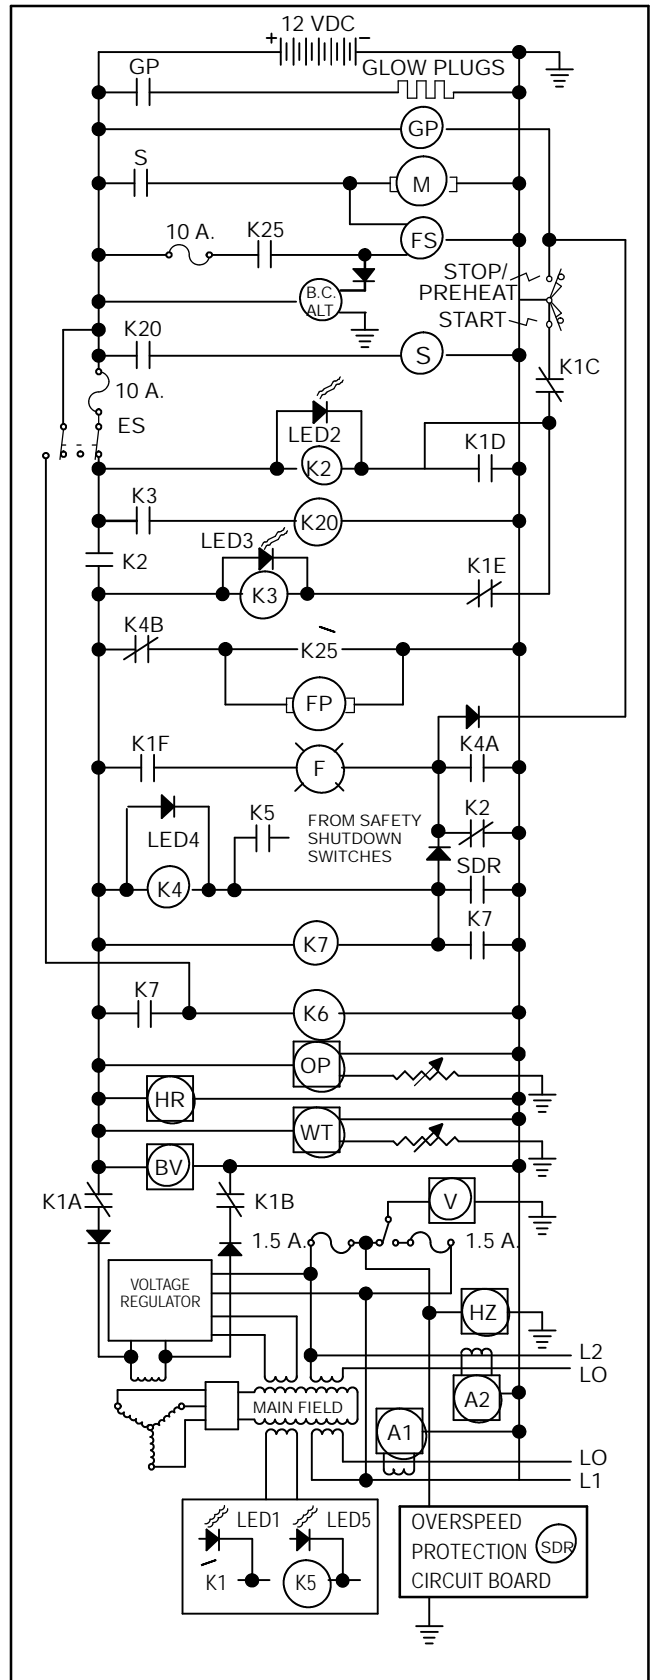 12 VDC
+ −
GP
GLOW PLUGS
GP
S
M
10 A.
K25
FS
STOP/
PREHEAT
B.C.
ALT
START
K20
S
K1C
10 A.
ES
LED2
K1D
K2
K3
K20
LED3
K2
K1E
K3
K4B
K25
FP
K1F
F
K4A
K5
FROM SAFETY
SHUTDOWN
SWITCHES
K2
LED4
SDR
K4
K7
K7
K7
K6
OP
HR
WT
BV
K1A
K1B
V
1.5 A.
1.5 A.
VOLTAGE
REGULATOR
HZ
L2
LO
A2
MAIN FIELD
A1
LO
L1
LED1
LED5
K1
K5
OVERSPEED
PROTECTION
SDR
CIRCUIT BOARD